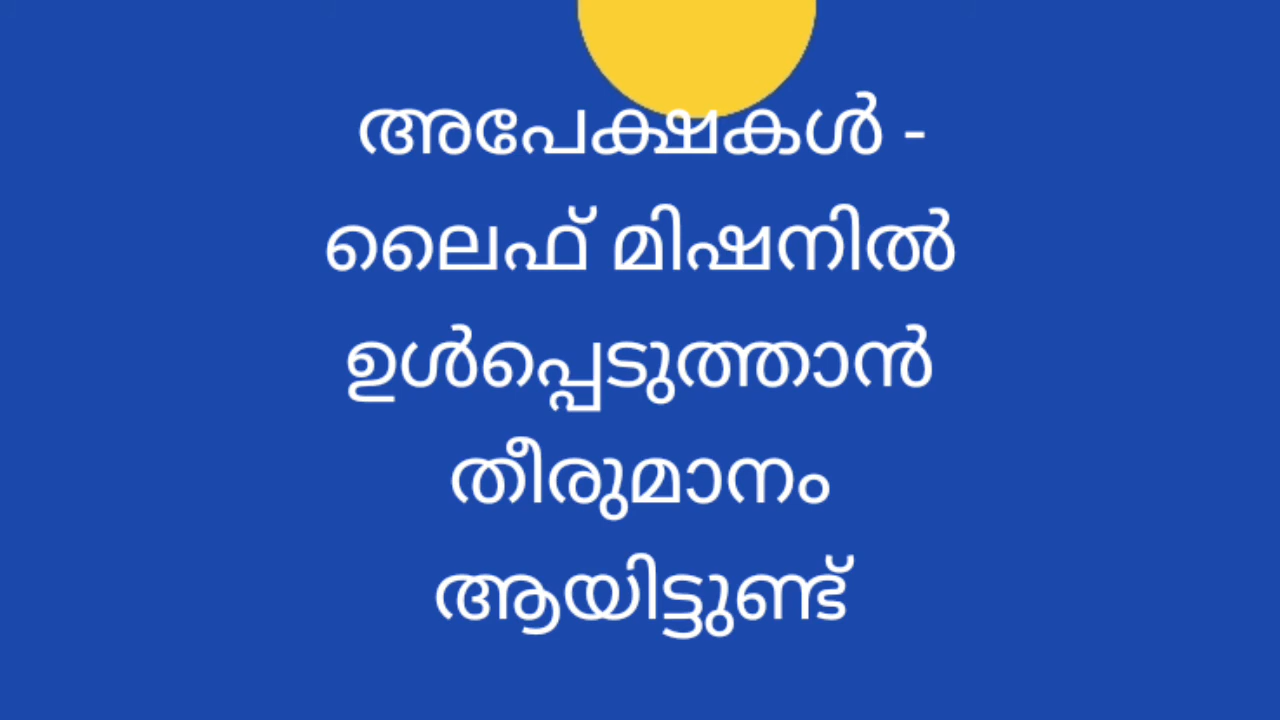 അപേക്ഷകൾ -
ലൈഫ് മിഷനിൽ
ഉൾപ്പെടുത്താൻ
തീരുമാനം
ആയിട്ടുണ്ട്